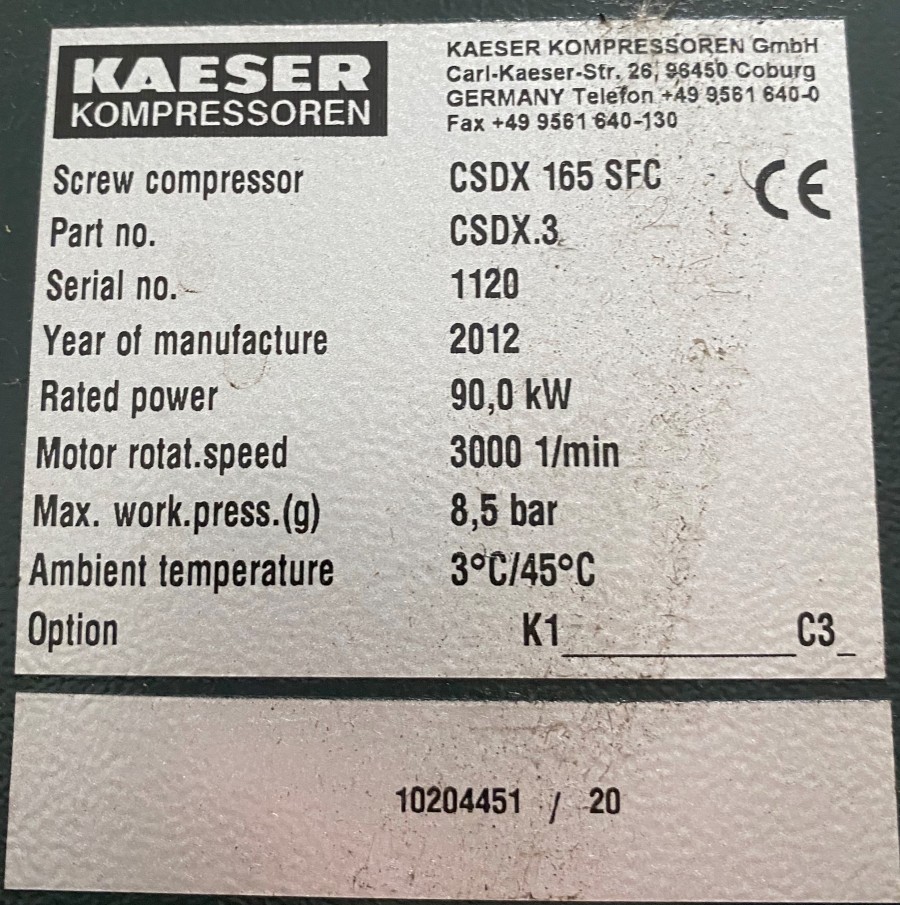 KAESER
KOMPRESSOREN
KAESER KOMPRESSOREN GmbH
Carl-Kaeser-Str. 26, 96450 Coburg
GERMANY Telefon +49 9561 640-0
Fax +49 9561 640-130
CE
Screw compressor CSDX 165 SFC
Part no. CSDX.3
Serial no. 1120
Year of manufacture 2012
Rated power 90,0 kW
Motor rotat.speed 3000 1/min
Max. work.press.(g) 8,5 bar
Ambient temperature 3°C/45°C
Option K1__________C3_
10204451 / 20